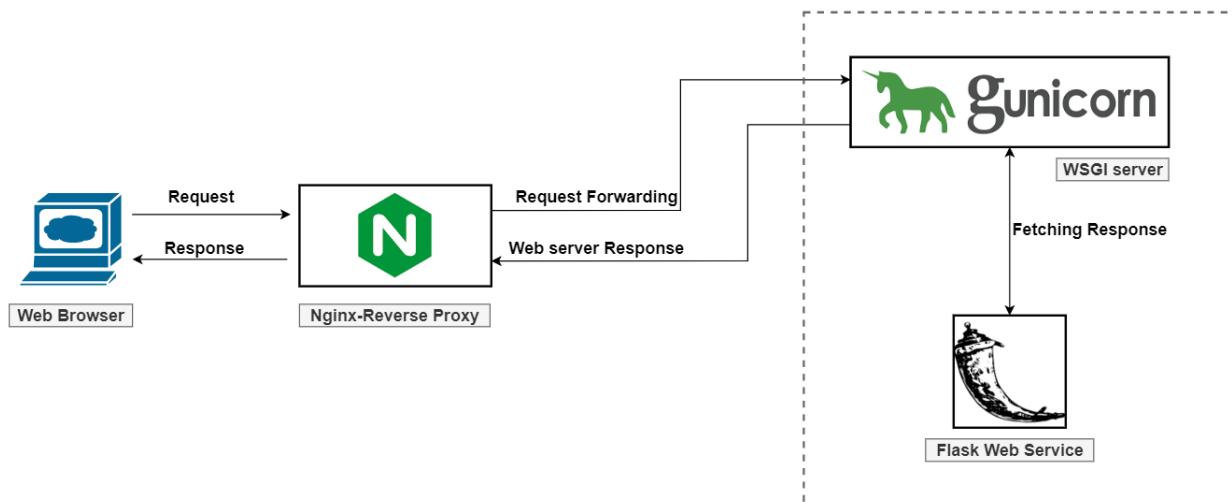 gunicorn
WSGI server
Request
Request Forwarding
Fetching Response
Response
Web server Response
N
Web Browser
Nginx-Reverse Proxy
Flask Web Service